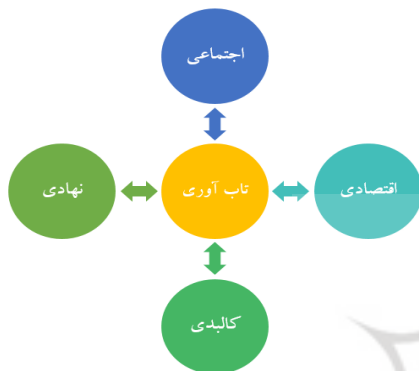 اجتماعی
اقتصادی
تاب آوری
نهادی
کالبدی